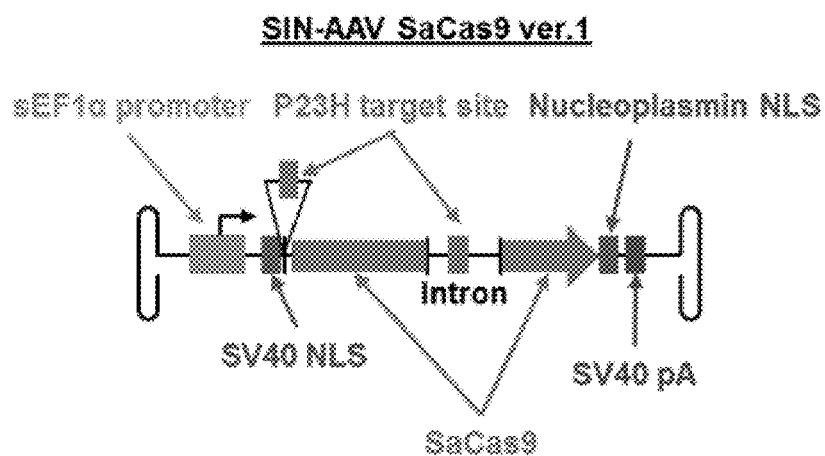 SIN-AAV SaCas9 ver.1
sEF1α promoter P23H target site Nucleoplasmin NLS
Intron
SV40 NLS
SV40 pA
SaCas9